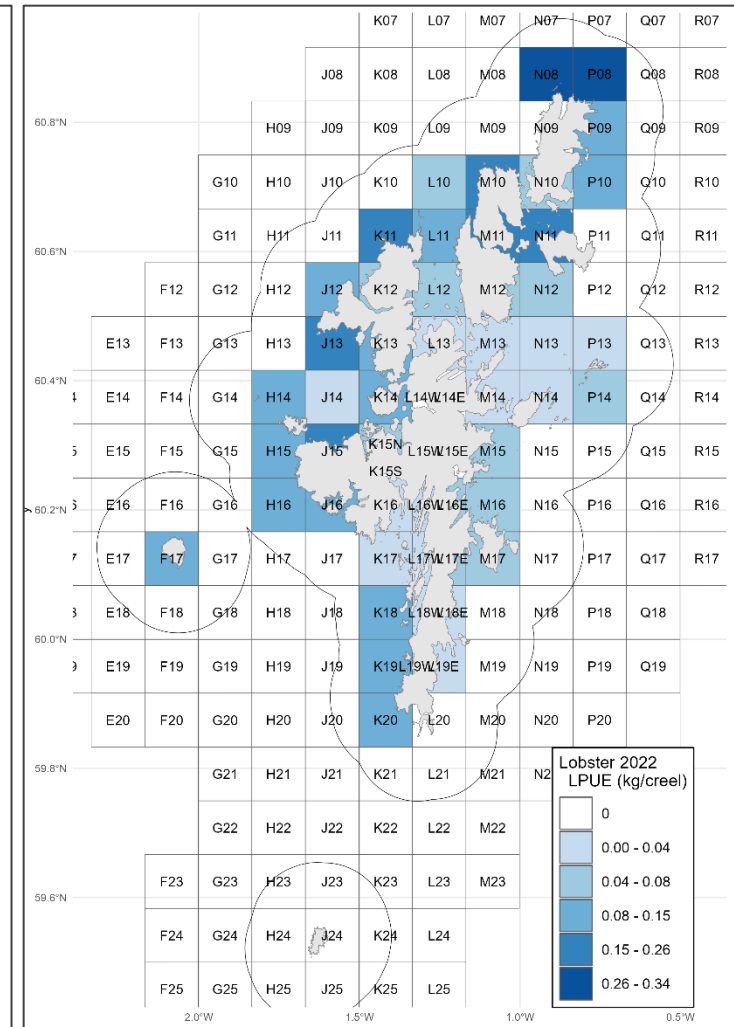 K07 L07 M07 N07 P07 Q07 R07
J08 K08 L08 M08 N08 P08 Q08 R08
60.8°N
H09 J09 K09 L09 M09 N09 P09 Q09 R09
G10 H10 J10 K10 L10 M10 N10 P10 Q10 R10
60.6°N
G11 H11 J11 K11 L11 M11 N11 P11 Q11 R11
F12 G12 H12 J12 K12 L12 M12 N12 P12 Q12 R12
E13 F13 G13 H13 J13 K13 L13 M13 N13 P13 Q13 R13
60.4°N
4 E14 F14 G14 H14 J14 K14 L14W L14E M14 N14 P14 Q14 R14
5 E15 F15 G15 H15 J15 K15N L15W L15E M15 N15 P15 Q15 R15
K15S
60.2°N
y
6 E16 F16 G16 H16 J16 K16 L16W L16E M16 N16 P16 Q16 R16
7 E17 F17 G17 H17 J17 K17 L17W L17E M17 N17 P17 Q17 R17
8 E18 F18 G18 H18 J18 K18 L18W L18E M18 N18 P18 Q18
60.0°N
9 E19 F19 G19 H19 J19 K19 L19W L19E M19 N19 P19 Q19
E20 F20 G20 H20 J20 K20 L20 M20 N20 P20
59.8°N
G21 H21 J21 K21 L21 M21 N2
G22 H22 J22 K22 L22 M22
59.6°N
F23 G23 H23 J23 K23 L23 M23
F24 G24 H24 J24 K24 L24
F25 G25 H25 J25 K25 L25
2.0°W 1.5°W 1.0°W 0.5°W
Lobster 2022
LPUE (kg/creel)
0
0.00 - 0.04
0.04 - 0.08
0.08 - 0.15
0.15 - 0.26
0.26 - 0.34